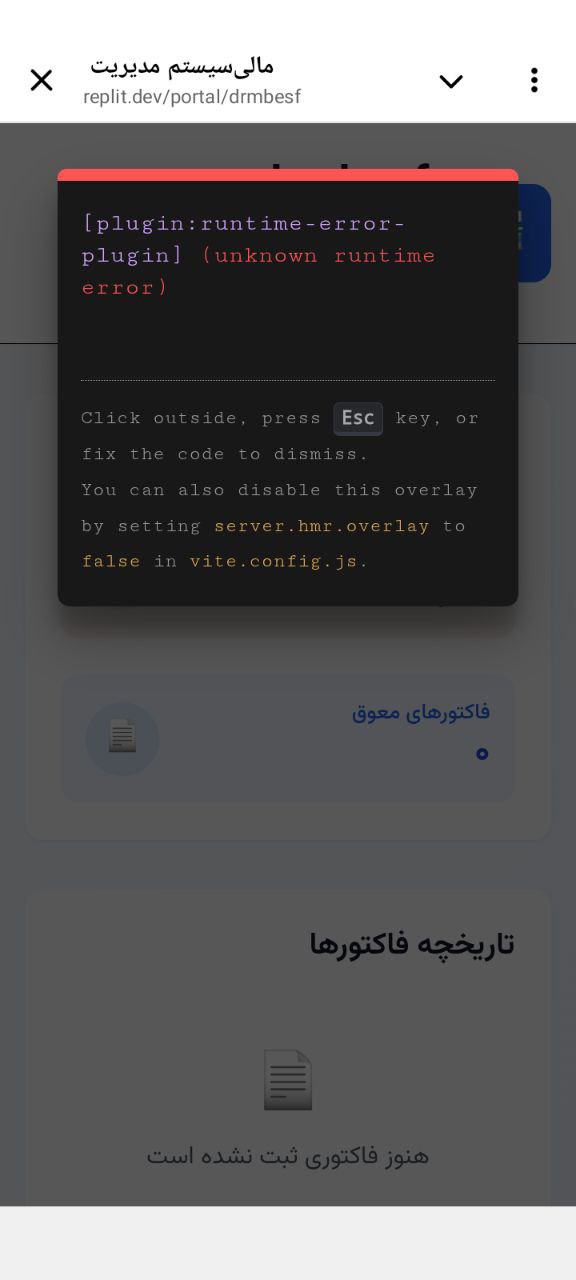 مالی‌سیستم مدیریت
replit.dev/portal/drmbesf
[plugin:runtime-error-
plugin] (unknown runtime
error)
Click outside, press Esc key, or
fix the code to dismiss.
You can also disable this overlay
by setting server.hmr.overlay to
false in vite.config.js.
فاکتورهای معوق
۰
تاریخچه فاکتورها
هنوز فاکتوری ثبت نشده است